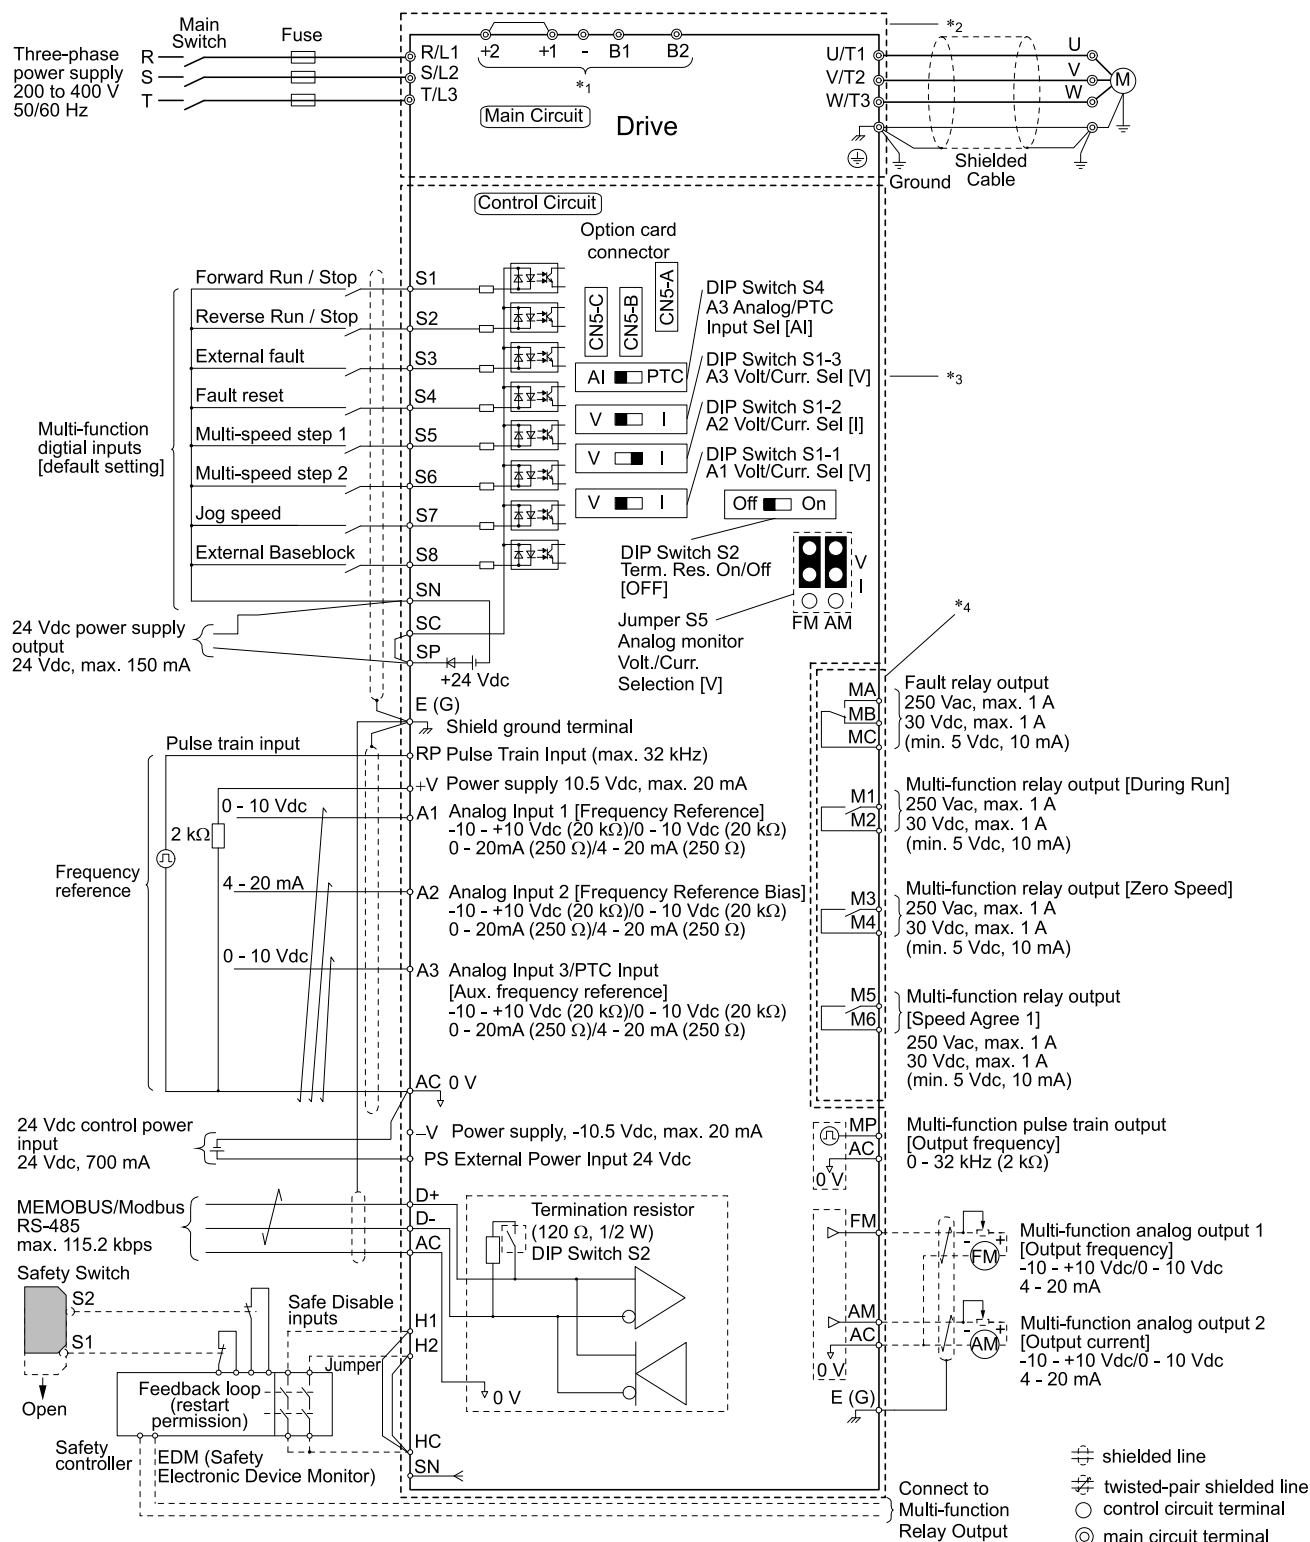 Three-phase
power supply
200 to 400 V
50/60 Hz
R
S
T
Main
Switch
Fuse
R/L1
S/L2
T/L3
+2
+1
-
B1
B2
*1
Main Circuit
Drive
U/T1
V/T2
W/T3
*2
U
V
W
M
Ground
Shielded
Cable
Control Circuit
Option card
connector
CN5-C
CN5-B
CN5-A
DIP Switch S4
A3 Analog/PTC
Input Sel [AI]
AI
PTC
DIP Switch S1-3
A3 Volt/Curr. Sel [V]
V
I
DIP Switch S1-2
A2 Volt/Curr. Sel [I]
V
I
DIP Switch S1-1
A1 Volt/Curr. Sel [V]
V
I
*3
Off
On
DIP Switch S2
Term. Res. On/Off
[OFF]
V
I
FM AM
Jumper S5
Analog monitor
Volt./Curr.
Selection [V]
*4
Multi-function
digtial inputs
[default setting]
Forward Run / Stop
S1
Reverse Run / Stop
S2
External fault
S3
Fault reset
S4
Multi-speed step 1
S5
Multi-speed step 2
S6
Jog speed
S7
External Baseblock
S8
SN
SC
SP
24 Vdc power supply
output
24 Vdc, max. 150 mA
+24 Vdc
E (G)
Shield ground terminal
Pulse train input
RP Pulse Train Input (max. 32 kHz)
+V Power supply 10.5 Vdc, max. 20 mA
0 - 10 Vdc
2 kΩ
A1 Analog Input 1 [Frequency Reference]
-10 - +10 Vdc (20 kΩ)/0 - 10 Vdc (20 kΩ)
0 - 20mA (250 Ω)/4 - 20 mA (250 Ω)
Frequency
reference
4 - 20 mA
A2 Analog Input 2 [Frequency Reference Bias]
-10 - +10 Vdc (20 kΩ)/0 - 10 Vdc (20 kΩ)
0 - 20mA (250 Ω)/4 - 20 mA (250 Ω)
0 - 10 Vdc
A3 Analog Input 3/PTC Input
[Aux. frequency reference]
-10 - +10 Vdc (20 kΩ)/0 - 10 Vdc (20 kΩ)
0 - 20mA (250 Ω)/4 - 20 mA (250 Ω)
AC 0 V
24 Vdc control power
input
24 Vdc, 700 mA
–V Power supply, -10.5 Vdc, max. 20 mA
PS External Power Input 24 Vdc
MA
MB
MC
Fault relay output
250 Vac, max. 1 A
30 Vdc, max. 1 A
(min. 5 Vdc, 10 mA)
M1
M2
Multi-function relay output [During Run]
250 Vac, max. 1 A
30 Vdc, max. 1 A
(min. 5 Vdc, 10 mA)
M3
M4
Multi-function relay output [Zero Speed]
250 Vac, max. 1 A
30 Vdc, max. 1 A
(min. 5 Vdc, 10 mA)
M5
M6
Multi-function relay output
[Speed Agree 1]
250 Vac, max. 1 A
30 Vdc, max. 1 A
(min. 5 Vdc, 10 mA)
MP
AC
0 V
Multi-function pulse train output
[Output frequency]
0 - 32 kHz (2 kΩ)
MEMOBUS/Modbus
RS-485
max. 115.2 kbps
D+
D-
AC
Termination resistor
(120 Ω, 1/2 W)
DIP Switch S2
0 V
FM
- +
FM
Multi-function analog output 1
[Output frequency]
-10 - +10 Vdc/0 - 10 Vdc
4 - 20 mA
AM
AC
0 V
- +
AM
Multi-function analog output 2
[Output current]
-10 - +10 Vdc/0 - 10 Vdc
4 - 20 mA
E (G)
Safety Switch
S2
S1
Open
Safe Disable
inputs
H1
H2
Jumper
Feedback loop
(restart
permission)
HC
SN
Safety
controller
EDM (Safety
Electronic Device Monitor)
Connect to
Multi-function
Relay Output
shielded line
twisted-pair shielded line
control circuit terminal
main circuit terminal